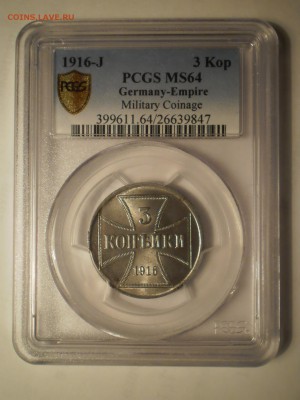 COINS.LAVE.RU
1916-J 3 Kop
PCGS MS64
Germany-Empire
Military Coinage
399611.64/26639847
PCGS
3
КОПѢЙКИ
1916